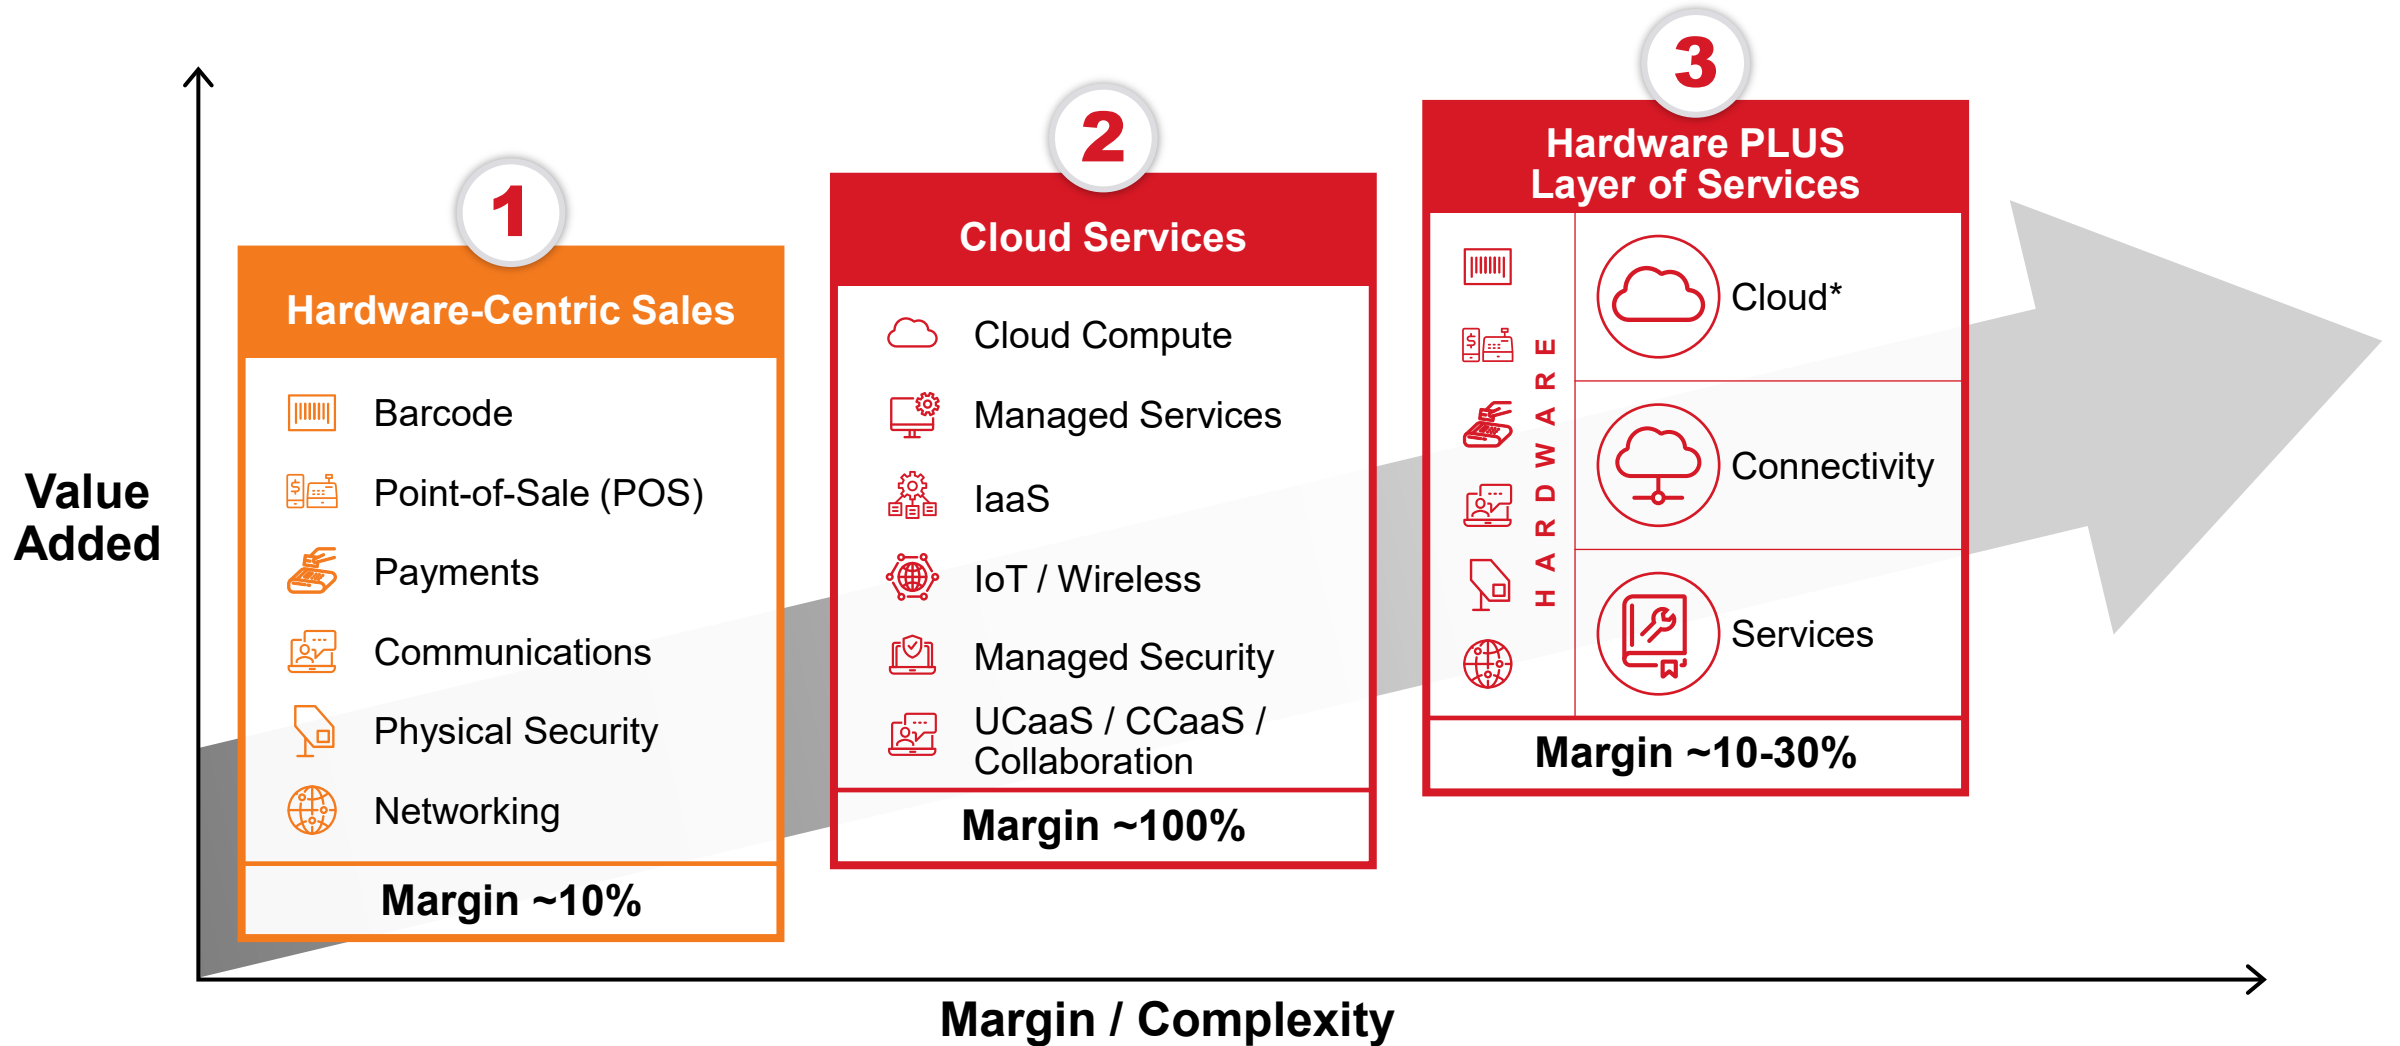 Value
Added
1
Hardware-Centric Sales
Barcode
Point-of-Sale (POS)
Payments
Communications
Physical Security
Networking
Margin ~10%
2
Cloud Services
Cloud Compute
Managed Services
IaaS
IoT / Wireless
Managed Security
UCaaS / CCaaS /
Collaboration
Margin ~100%
3
Hardware PLUS
Layer of Services
HARDWARE
Cloud*
Connectivity
Services
Margin ~10-30%
Margin / Complexity